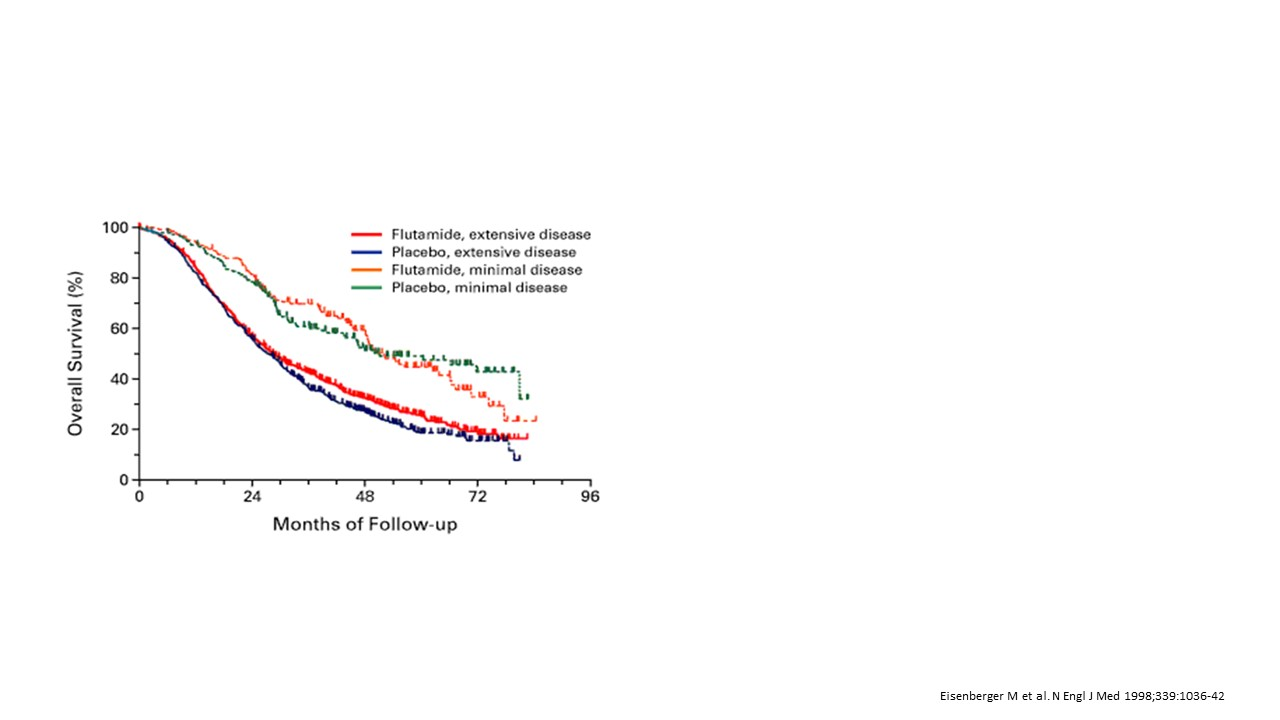 100
80
60
40
20
0
Overall Survival (%)
Flutamide, extensive disease
Placebo, extensive disease
Flutamide, minimal disease
Placebo, minimal disease
0 24 48 72 96
Months of Follow-up
Eisenberger M et al. N Engl J Med 1998;339:1036-42